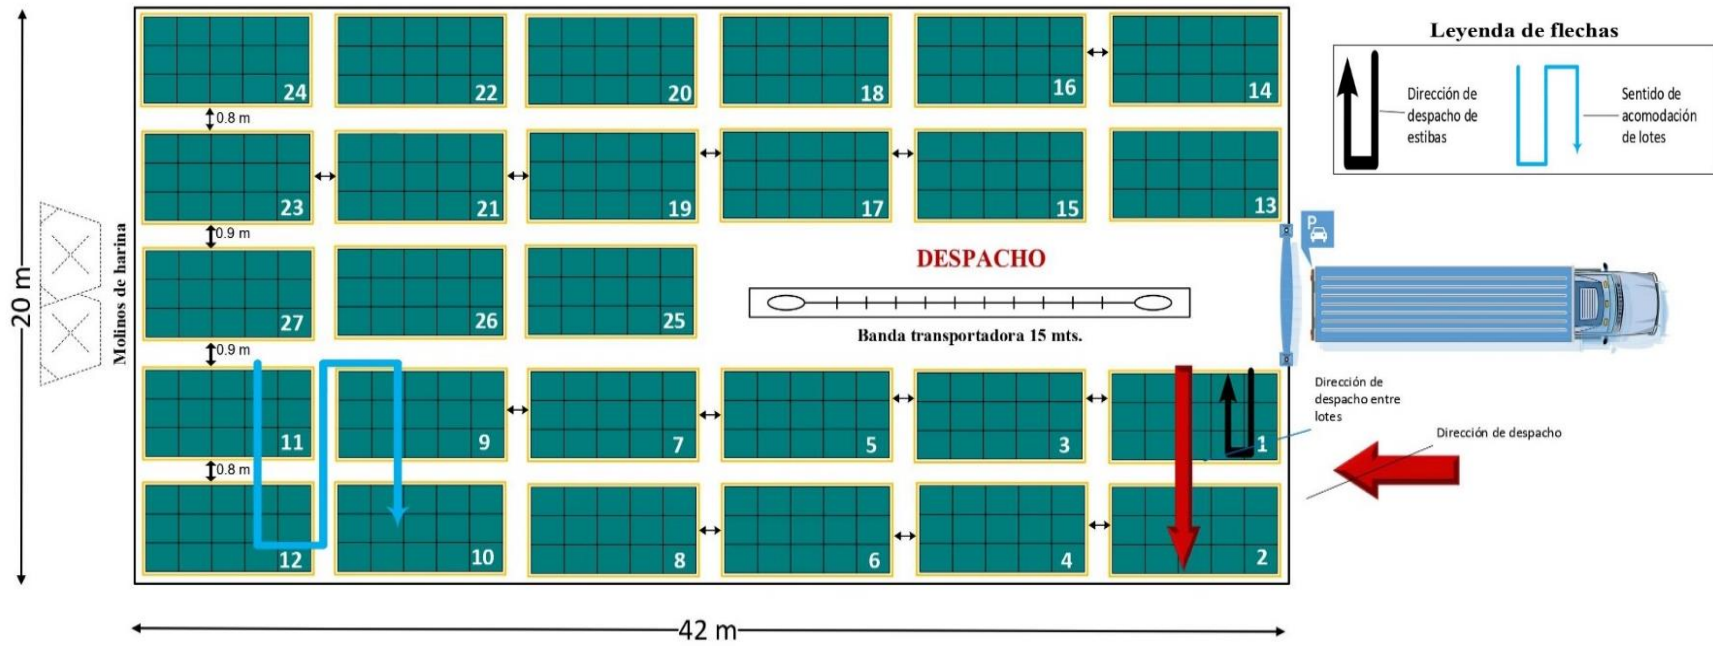 Leyenda de flechas
Dirección de
despacho de
estibas
Sentido de
acomodación
de lotes
24
22
20
18
16
14
0.8 m
23
21
19
17
15
13
0.9 m
P
20 m
Molinos de harina
27
26
25
DESPACHO
Banda transportadora 15 mts.
0.9 m
11
9
7
5
3
1
Dirección de
despacho entre
lotes
Dirección de despacho
0.8 m
12
10
8
6
4
2
42 m